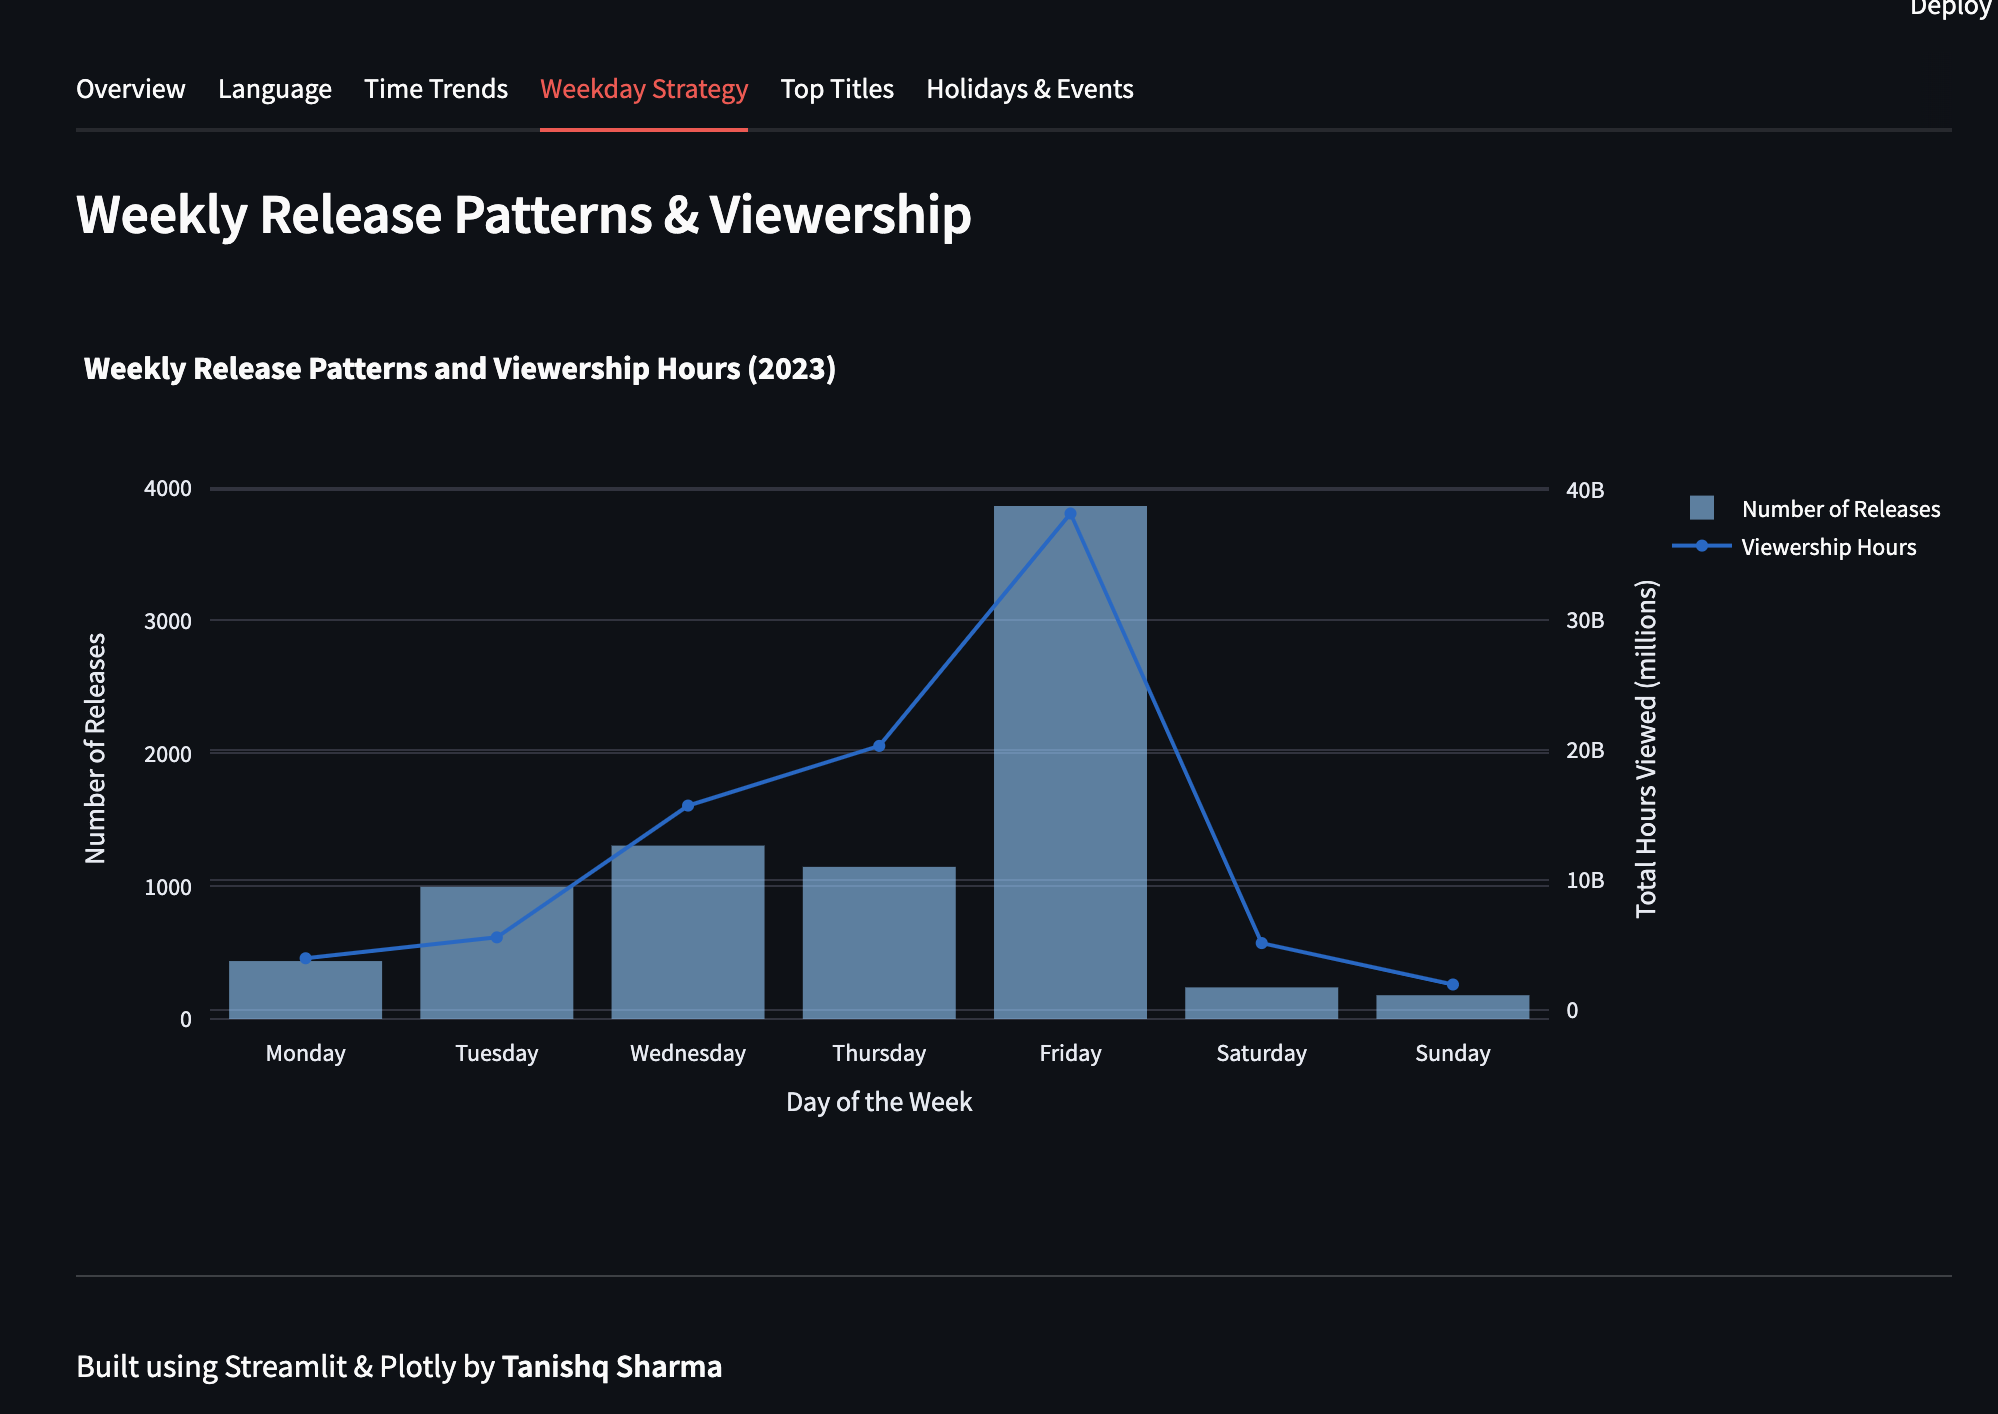 Deploy
Overview Language Time Trends Weekday Strategy Top Titles Holidays & Events
Weekly Release Patterns & Viewership
Weekly Release Patterns and Viewership Hours (2023)
Number of Releases
4000
3000
2000
1000
0
40B
30B
20B
10B
0
Total Hours Viewed (millions)
Number of Releases
Viewership Hours
Monday Tuesday Wednesday Thursday Friday Saturday Sunday
Day of the Week
Built using Streamlit & Plotly by Tanishq Sharma